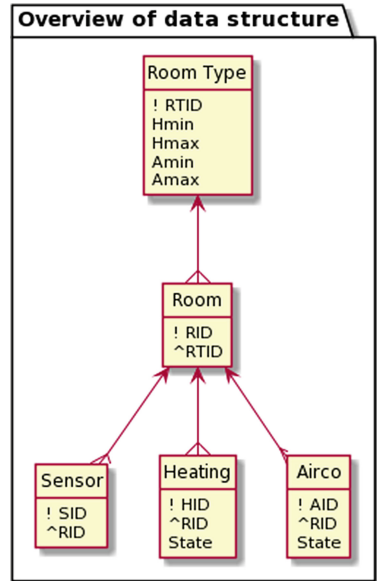 Overview of data structure
Room Type
! RTID
Hmin
Hmax
Amin
Amax
Room
! RID
^RTID
Sensor
! SID
^RID
Heating
! HID
^RID
State
Airco
! AID
^RID
State